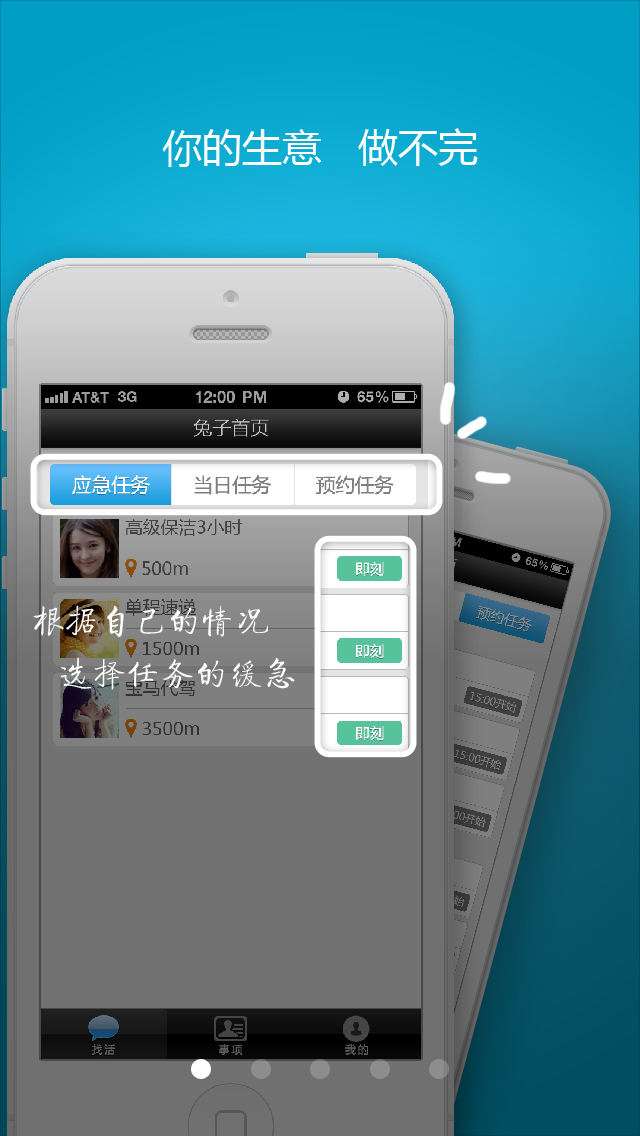 你的生意 做不完
AT&T 3G 12:00 PM 65%
兔子首页
应急任务 当日任务 预约任务
高级保洁3小时
500m
即刻
单程速递
1500m
即刻
宝马代驾
3500m
即刻
根据自己的情况
选择任务的缓急
找活 事项 我的
M 65%
预约任务
15:00开始
15:00开始
00开始
始